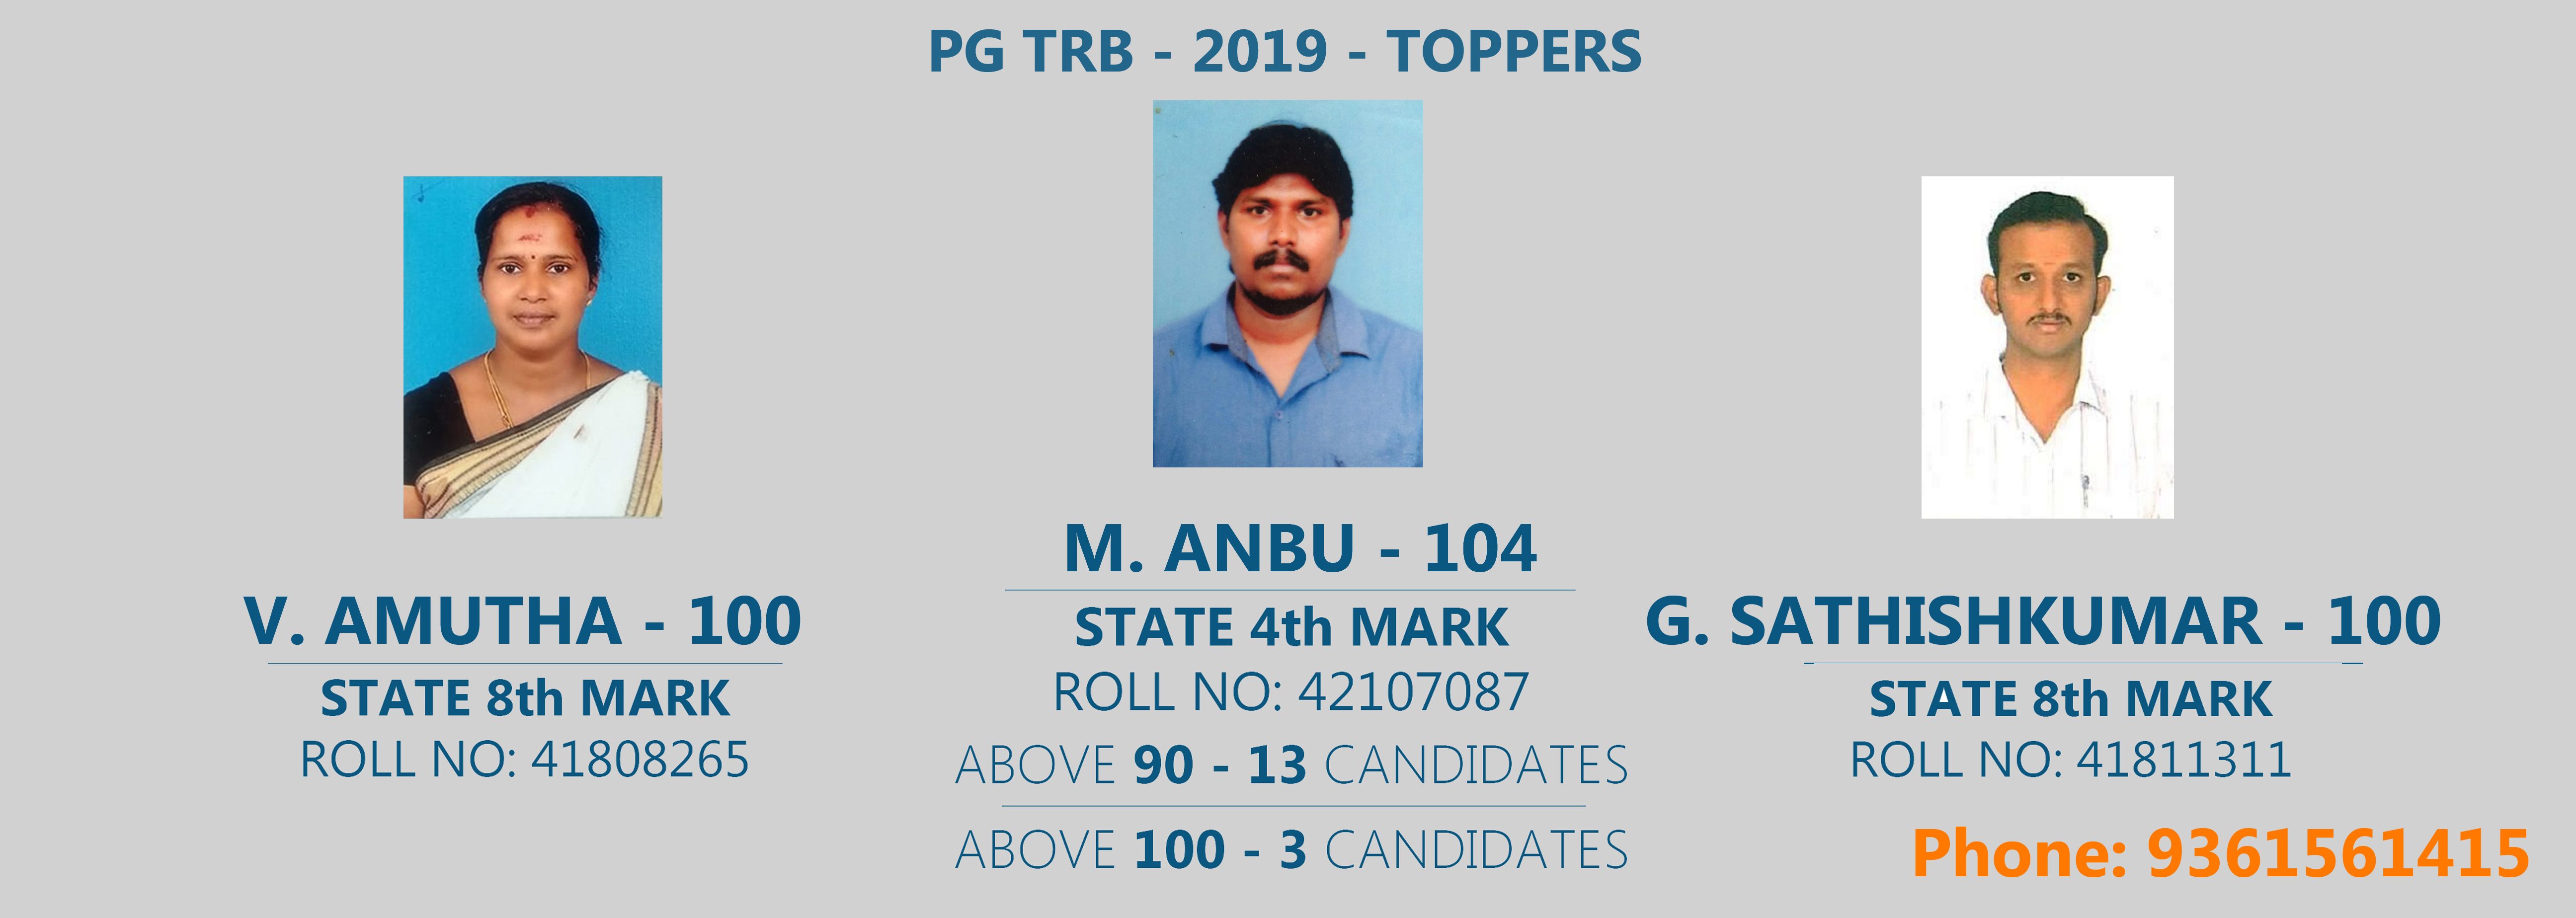 PG TRB - 2019 - TOPPERS
V. AMUTHA - 100
STATE 8th MARK
ROLL NO: 41808265
M. ANBU - 104
STATE 4th MARK
ROLL NO: 42107087
ABOVE 90 - 13 CANDIDATES
ABOVE 100 - 3 CANDIDATES
G. SATHISHKUMAR - 100
STATE 8th MARK
ROLL NO: 41811311
Phone: 9361561415